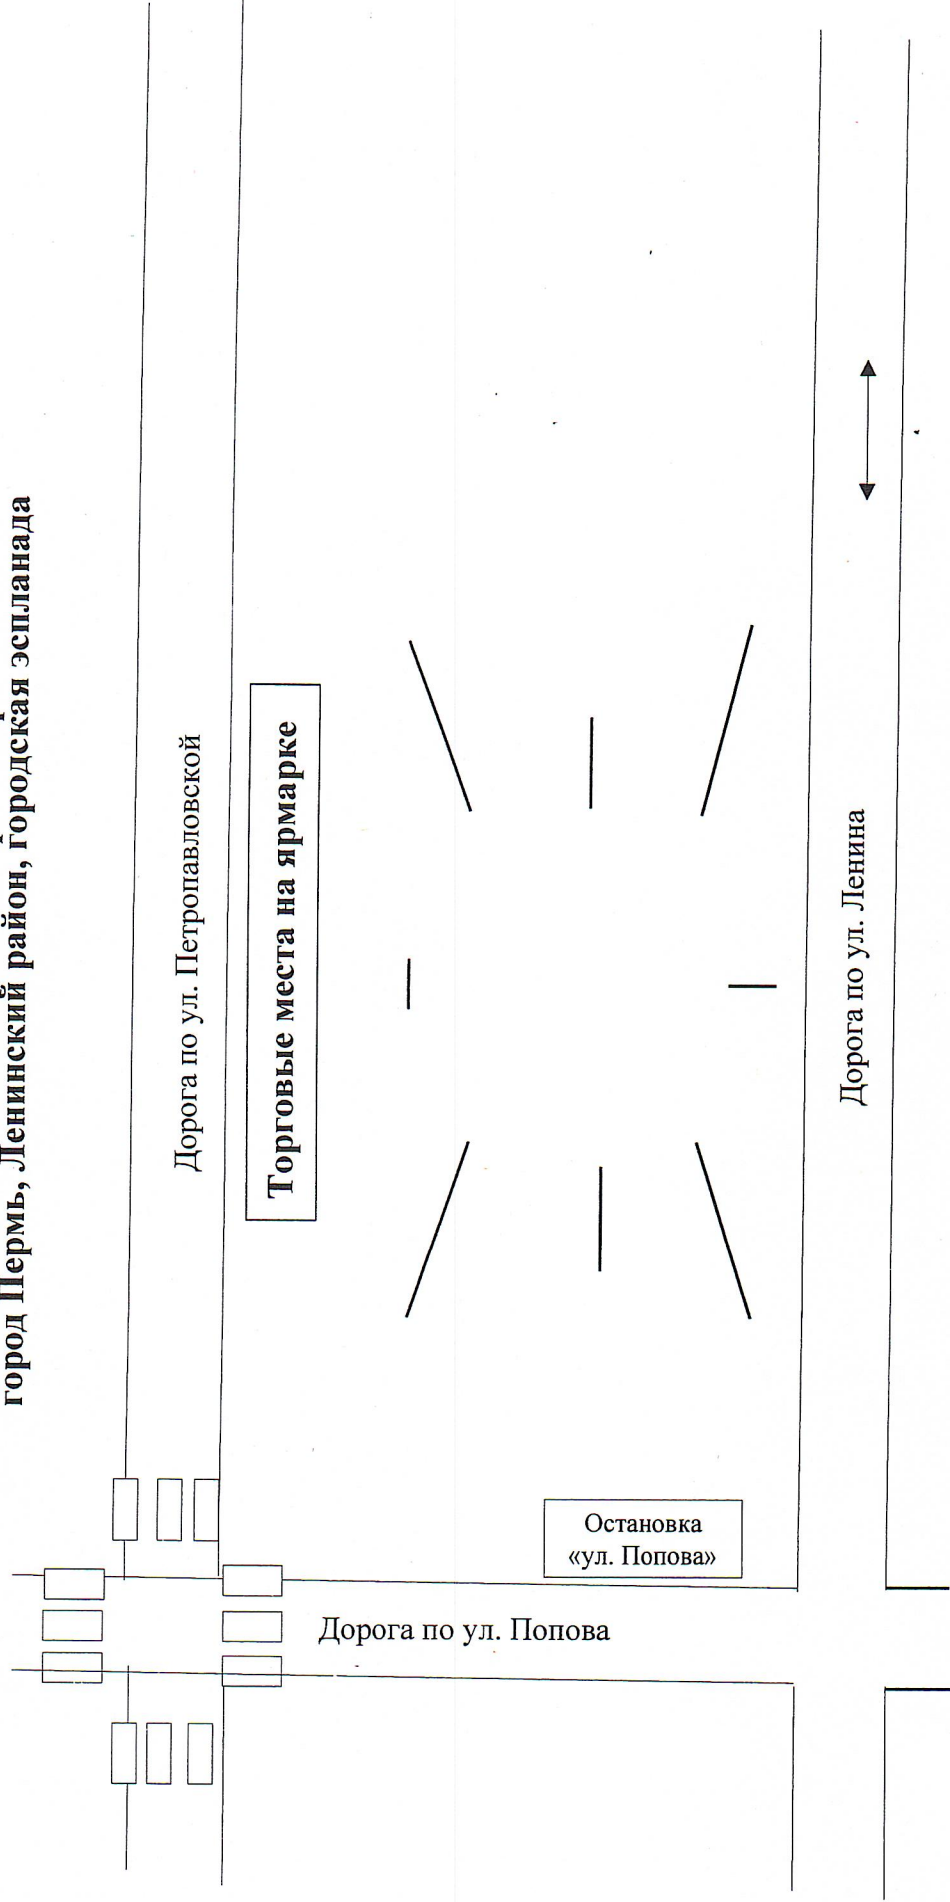 город Пермь, Ленинский район, городская эспланада
Дорога по ул. Петропавловской
Торговые места на ярмарке
Остановка
«ул. Попова»
Дорога по ул. Попова
Дорога по ул. Ленина